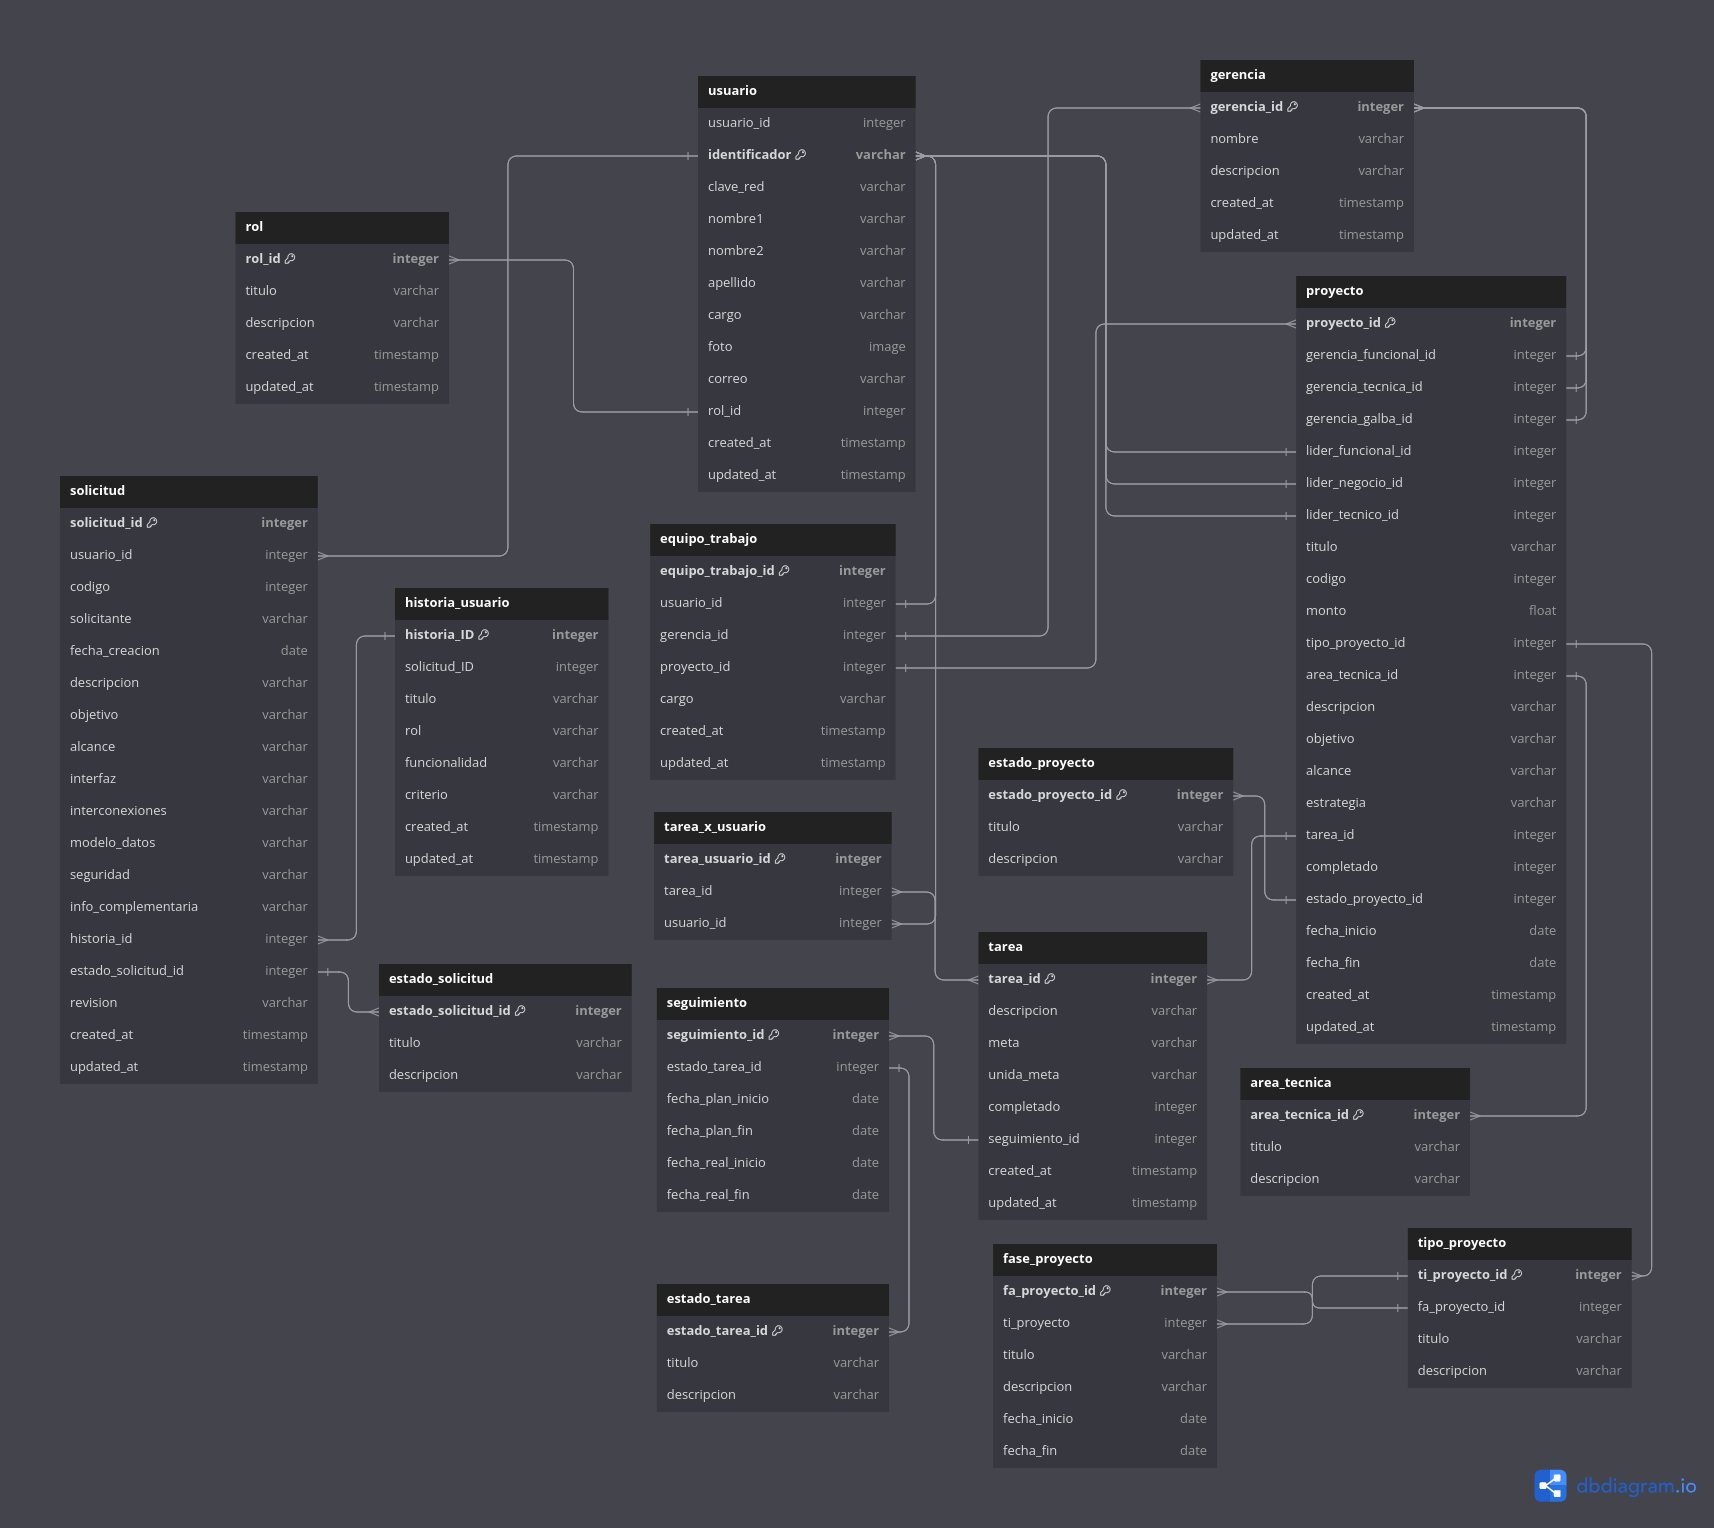 usuario
usuario_id integer
identificador varchar
clave_red varchar
nombre1 varchar
nombre2 varchar
apellido varchar
cargo varchar
foto image
correo varchar
rol_id integer
created_at timestamp
updated_at timestamp
gerencia
gerencia_id integer
nombre varchar
descripcion varchar
created_at timestamp
updated_at timestamp
rol
rol_id integer
titulo varchar
descripcion varchar
created_at timestamp
updated_at timestamp
proyecto
proyecto_id integer
gerencia_funcional_id integer
gerencia_tecnica_id integer
gerencia_galba_id integer
lider_funcional_id integer
lider_negocio_id integer
lider_tecnico_id integer
titulo varchar
codigo integer
monto float
tipo_proyecto_id integer
area_tecnica_id integer
descripcion varchar
objetivo varchar
alcance varchar
estrategia varchar
tarea_id integer
completado integer
estado_proyecto_id integer
fecha_inicio date
fecha_fin date
created_at timestamp
updated_at timestamp
solicitud
solicitud_id integer
usuario_id integer
codigo integer
solicitante varchar
fecha_creacion date
descripcion varchar
objetivo varchar
alcance varchar
interfaz varchar
interconexiones varchar
modelo_datos varchar
seguridad varchar
info_complementaria varchar
historia_id integer
estado_solicitud_id integer
revision varchar
created_at timestamp
updated_at timestamp
equipo_trabajo
equipo_trabajo_id integer
usuario_id integer
gerencia_id integer
proyecto_id integer
cargo varchar
created_at timestamp
updated_at timestamp
historia_usuario
historia_ID integer
solicitud_ID integer
titulo varchar
rol varchar
funcionalidad varchar
criterio varchar
created_at timestamp
updated_at timestamp
estado_proyecto
estado_proyecto_id integer
titulo varchar
descripcion varchar
tarea_x_usuario
tarea_usuario_id integer
tarea_id integer
usuario_id integer
tarea
tarea_id integer
descripcion varchar
meta varchar
unida_meta varchar
completado integer
seguimiento_id integer
created_at timestamp
updated_at timestamp
estado_solicitud
estado_solicitud_id integer
titulo varchar
descripcion varchar
seguimiento
seguimiento_id integer
estado_tarea_id integer
fecha_plan_inicio date
fecha_plan_fin date
fecha_real_inicio date
fecha_real_fin date
area_tecnica
area_tecnica_id integer
titulo varchar
descripcion varchar
tipo_proyecto
ti_proyecto_id integer
fa_proyecto_id integer
titulo varchar
descripcion varchar
fase_proyecto
fa_proyecto_id integer
ti_proyecto integer
titulo varchar
descripcion varchar
fecha_inicio date
fecha_fin date
estado_tarea
estado_tarea_id integer
titulo varchar
descripcion varchar
dbdiagram.io